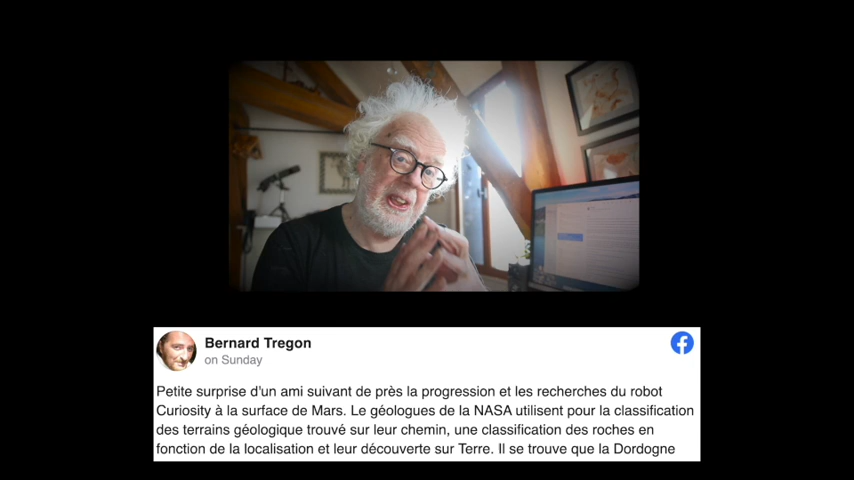 Bernard Tregon
on Sunday
Petite surprise d'un ami suivant de près la progression et les recherches du robot
Curiosity à la surface de Mars. Le géologues de la NASA utilisent pour la classification
des terrains géologique trouvé sur leur chemin, une classification des roches en
fonction de la localisation et leur découverte sur Terre. Il se trouve que la Dordogne